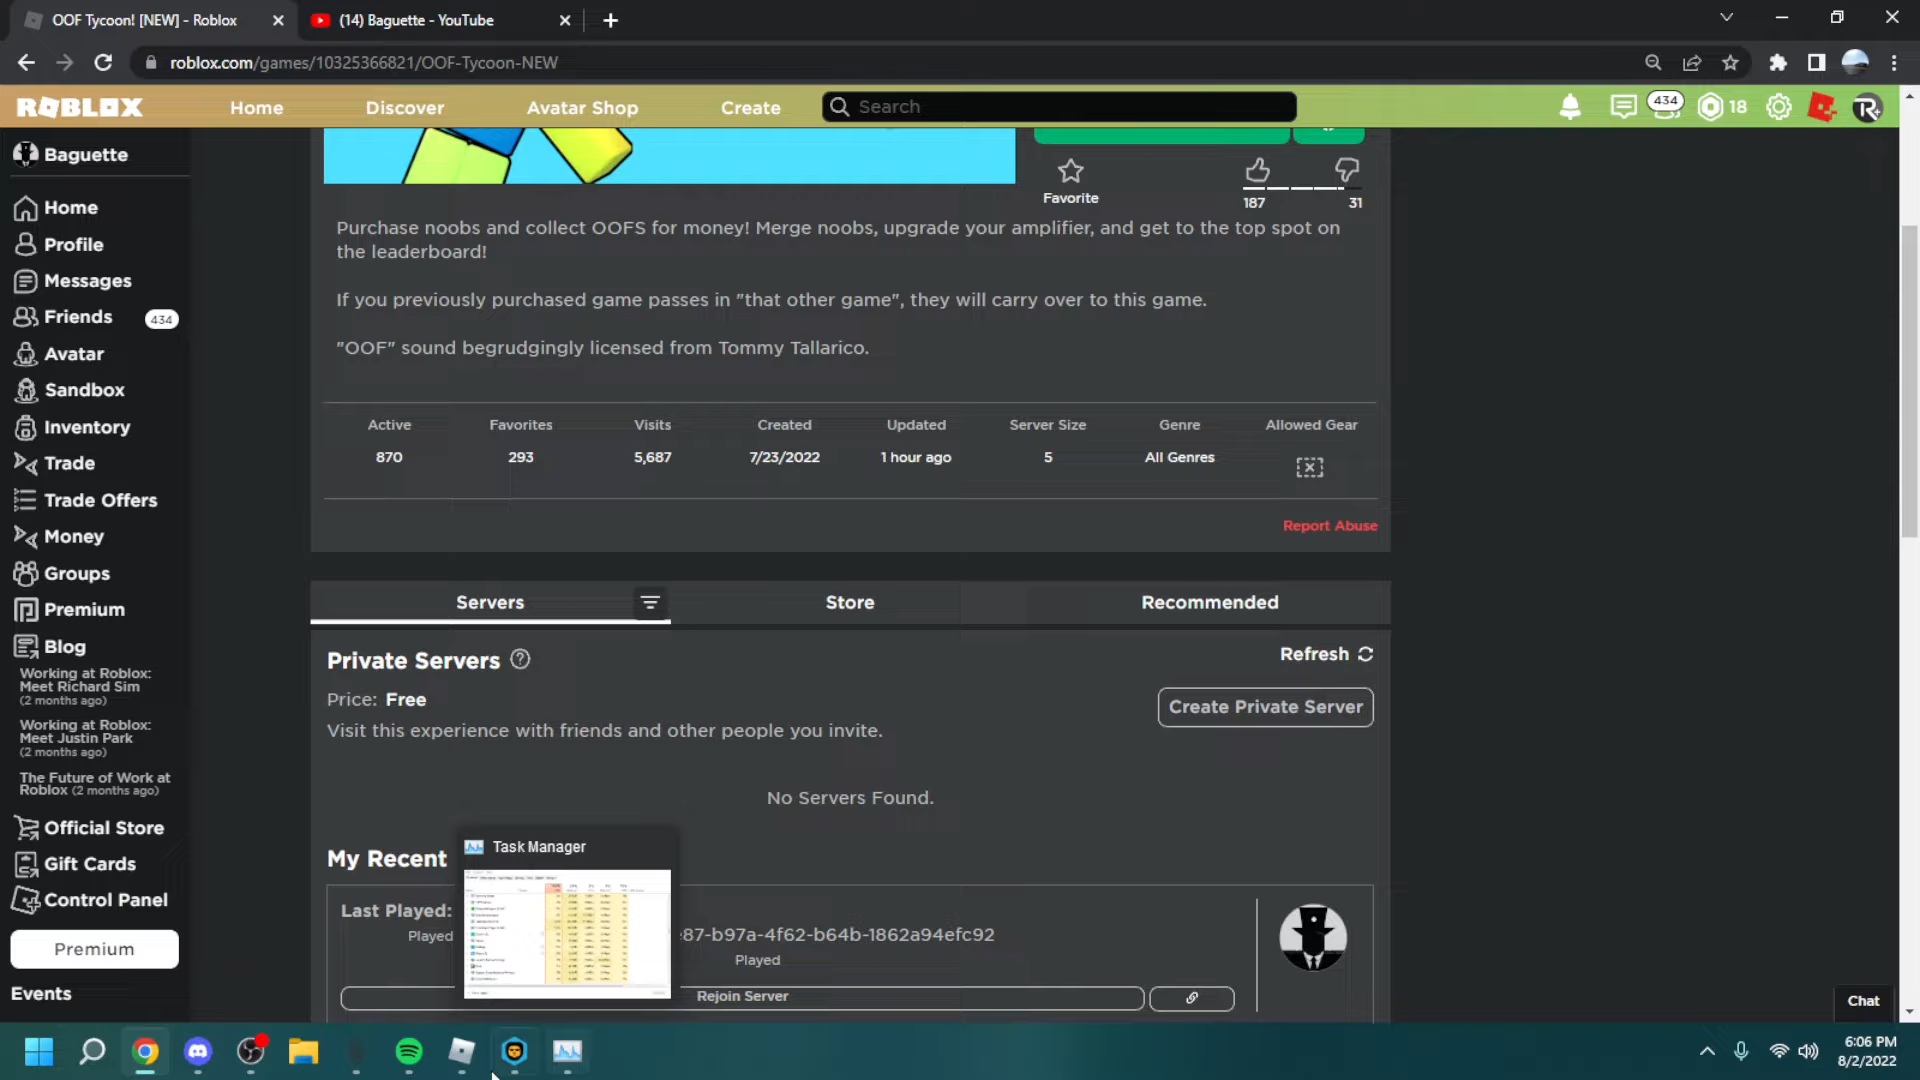 OOF Tycoon! [NEW] - Roblox
(14) Baguette - YouTube
roblox.com/games/10325366821/OOF-Tycoon-NEW
ROBLOX
Home
Discover
Avatar Shop
Create
Search
434
18
Baguette
Home
Profile
Messages
Friends
434
Avatar
Sandbox
Inventory
Trade
Trade Offers
Money
Groups
Premium
Blog
Working at Roblox:
Meet Richard Sim
(2 months ago)
Working at Roblox:
Meet Justin Park
(2 months ago)
The Future of Work at
Roblox (2 months ago)
Official Store
Gift Cards
Control Panel
Premium
Events
Favorite
187
31
Purchase noobs and collect OOFS for money! Merge noobs, upgrade your amplifier, and get to the top spot on
the leaderboard!
If you previously purchased game passes in "that other game", they will carry over to this game.
"OOF" sound begrudgingly licensed from Tommy Tallarico.
Active
Favorites
Visits
Created
Updated
Server Size
Genre
Allowed Gear
870
293
5,687
7/23/2022
1 hour ago
5
All Genres
Report Abuse
Servers
Store
Recommended
Private Servers
Refresh
Price: Free
Create Private Server
Visit this experience with friends and other people you invite.
No Servers Found.
My Recent
Task Manager
Last Played:
Played
e87-b97a-4f62-b64b-1862a94efc92
Played
Rejoin Server
Chat
6:06 PM
8/2/2022